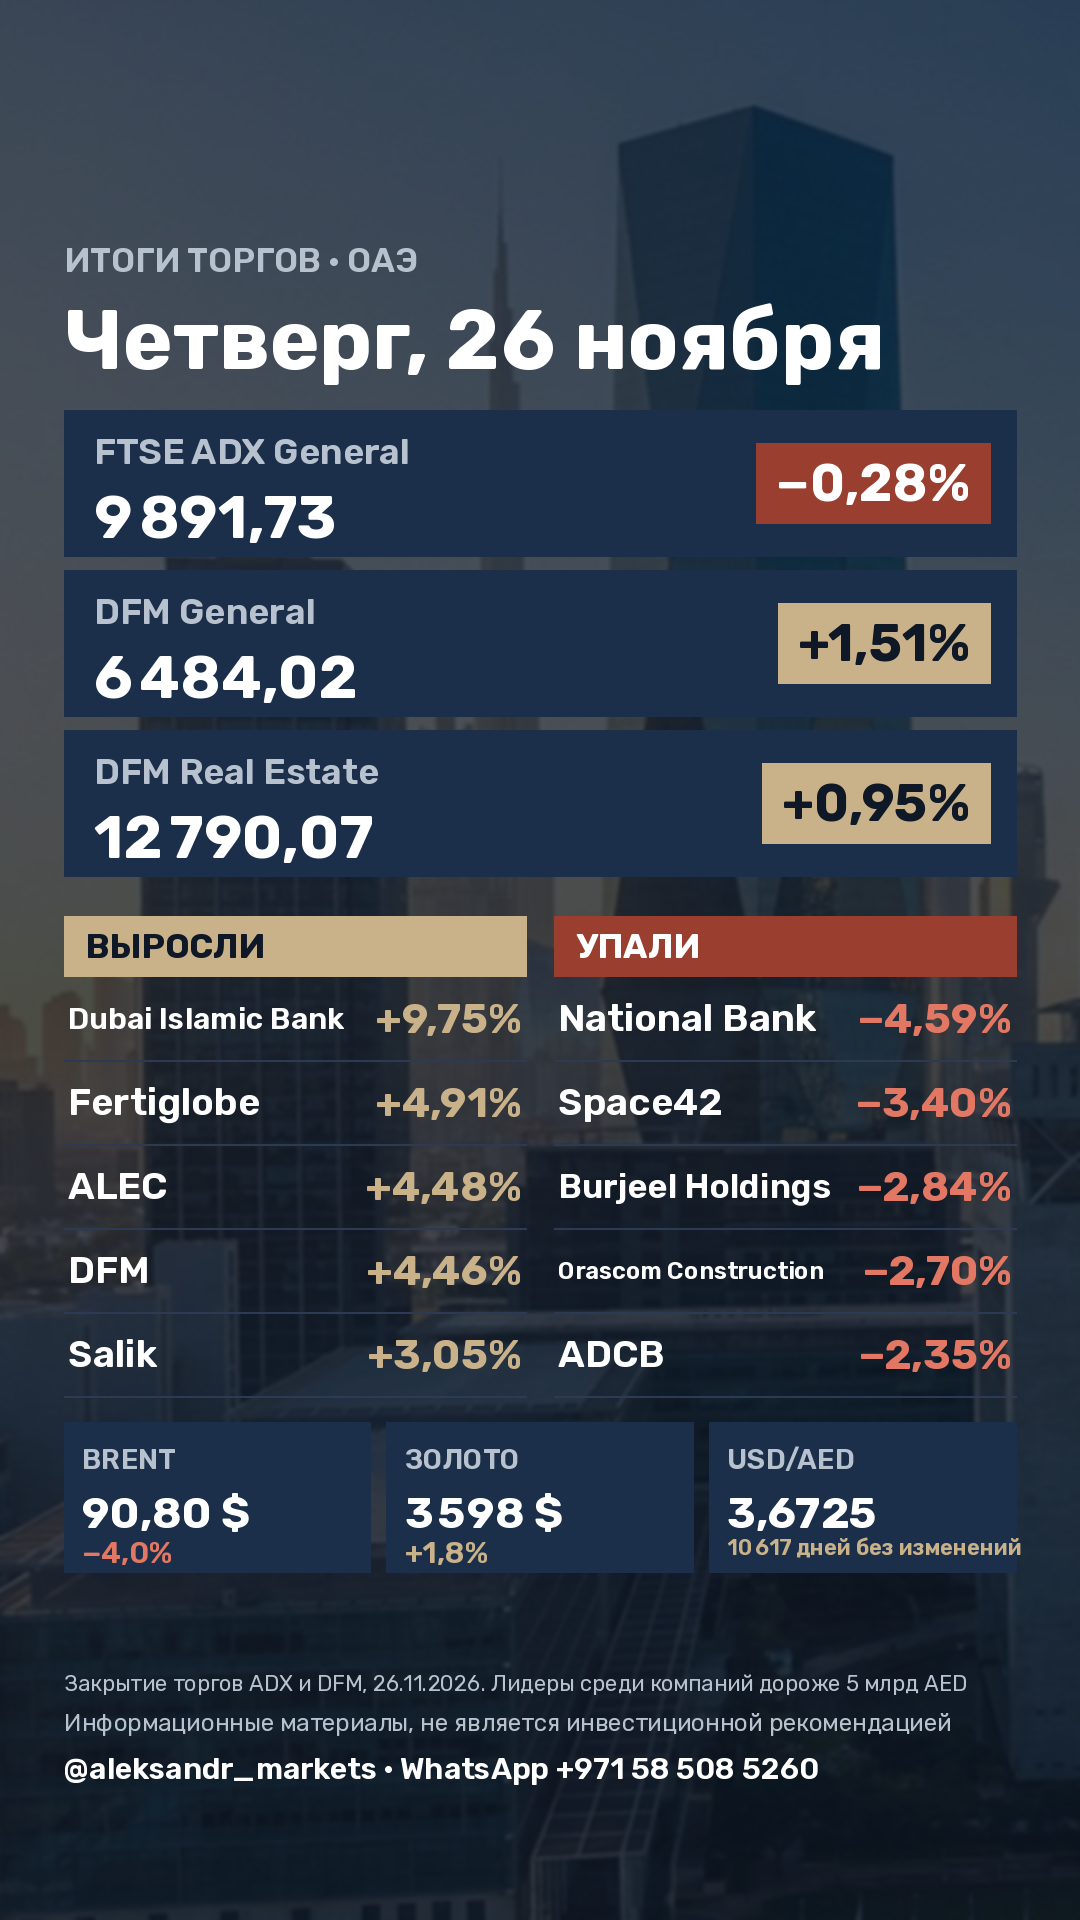 ИТОГИ ТОРГОВ • ОАЭ
Четверг, 26 ноября
FTSE ADX General
9 891,73
−0,28%
DFM General
6 484,02
+1,51%
DFM Real Estate
12 790,07
+0,95%
ВЫРОСЛИ
Dubai Islamic Bank +9,75%
Fertiglobe +4,91%
ALEC +4,48%
DFM +4,46%
Salik +3,05%
УПАЛИ
National Bank −4,59%
Space42 −3,40%
Burjeel Holdings −2,84%
Orascom Construction −2,70%
ADCB −2,35%
BRENT
90,80 $
−4,0%
ЗОЛОТО
3 598 $
+1,8%
USD/AED
3,6725
10 617 дней без изменений
Закрытие торгов ADX и DFM, 26.11.2026. Лидеры среди компаний дороже 5 млрд AED
Информационные материалы, не является инвестиционной рекомендацией
@aleksandr_markets • WhatsApp +971 58 508 5260